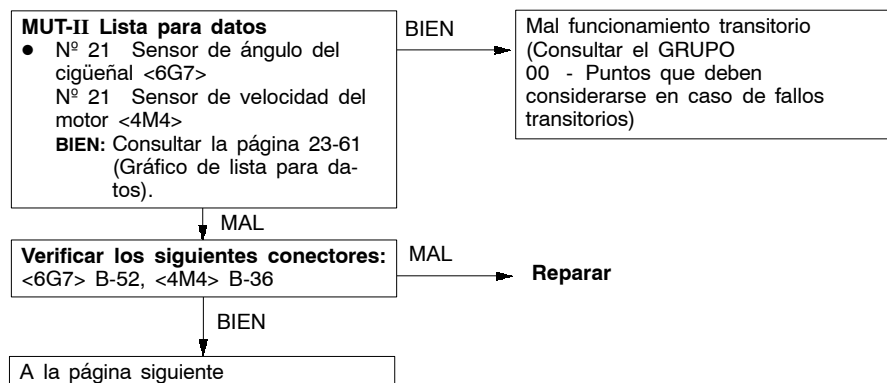 MUT-II Lista para datos
● Nº 21 Sensor de ángulo del
cigüeñal <6G7>
Nº 21 Sensor de velocidad del
motor <4M4>
BIEN: Consultar la página 23-61
(Gráfico de lista para da-
tos).
BIEN
Mal funcionamiento transitorio
(Consultar el GRUPO
00 - Puntos que deben
considerarse en caso de fallos
transitorios)
MAL
Verificar los siguientes conectores:
<6G7> B-52, <4M4> B-36
MAL
Reparar
BIEN
A la página siguiente